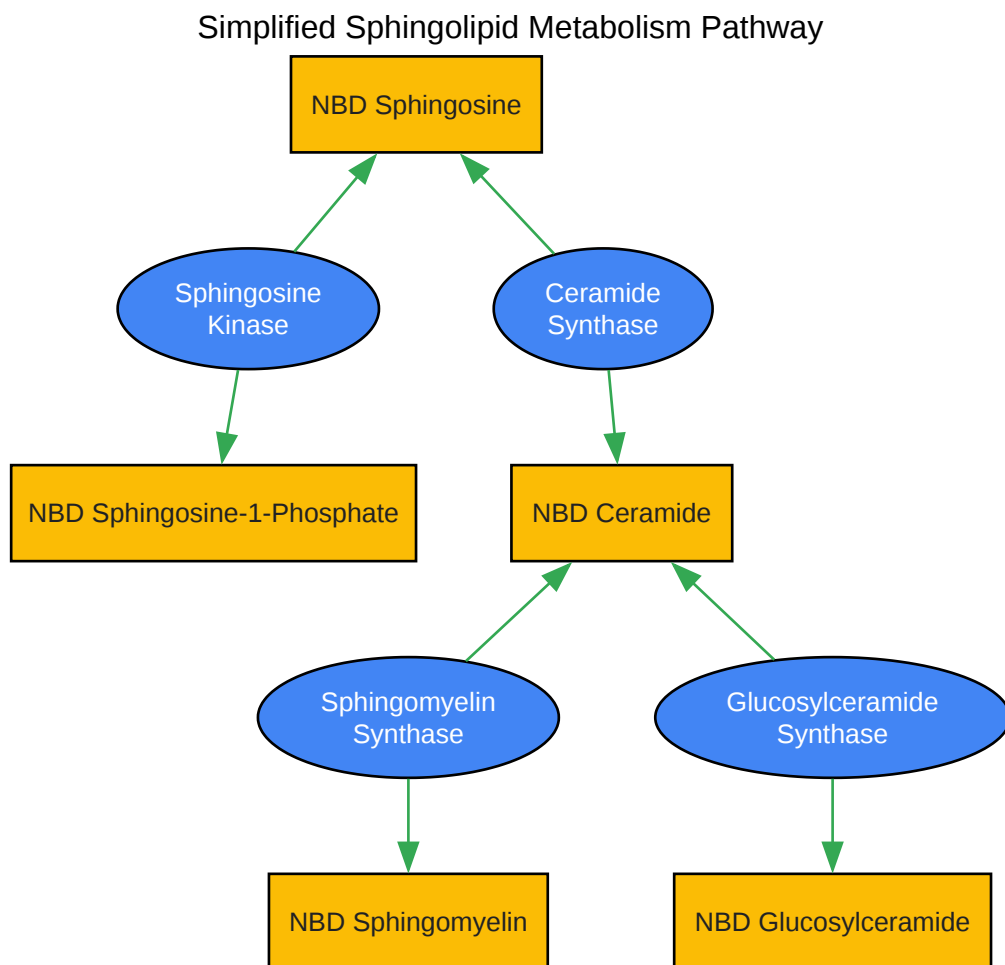 Simplified Sphingolipid Metabolism Pathway
NBD Sphingosine
Sphingosine
Kinase
Ceramide
Synthase
NBD Sphingosine-1-Phosphate
NBD Ceramide
Sphingomyelin
Synthase
Glucosylceramide
Synthase
NBD Sphingomyelin
NBD Glucosylceramide